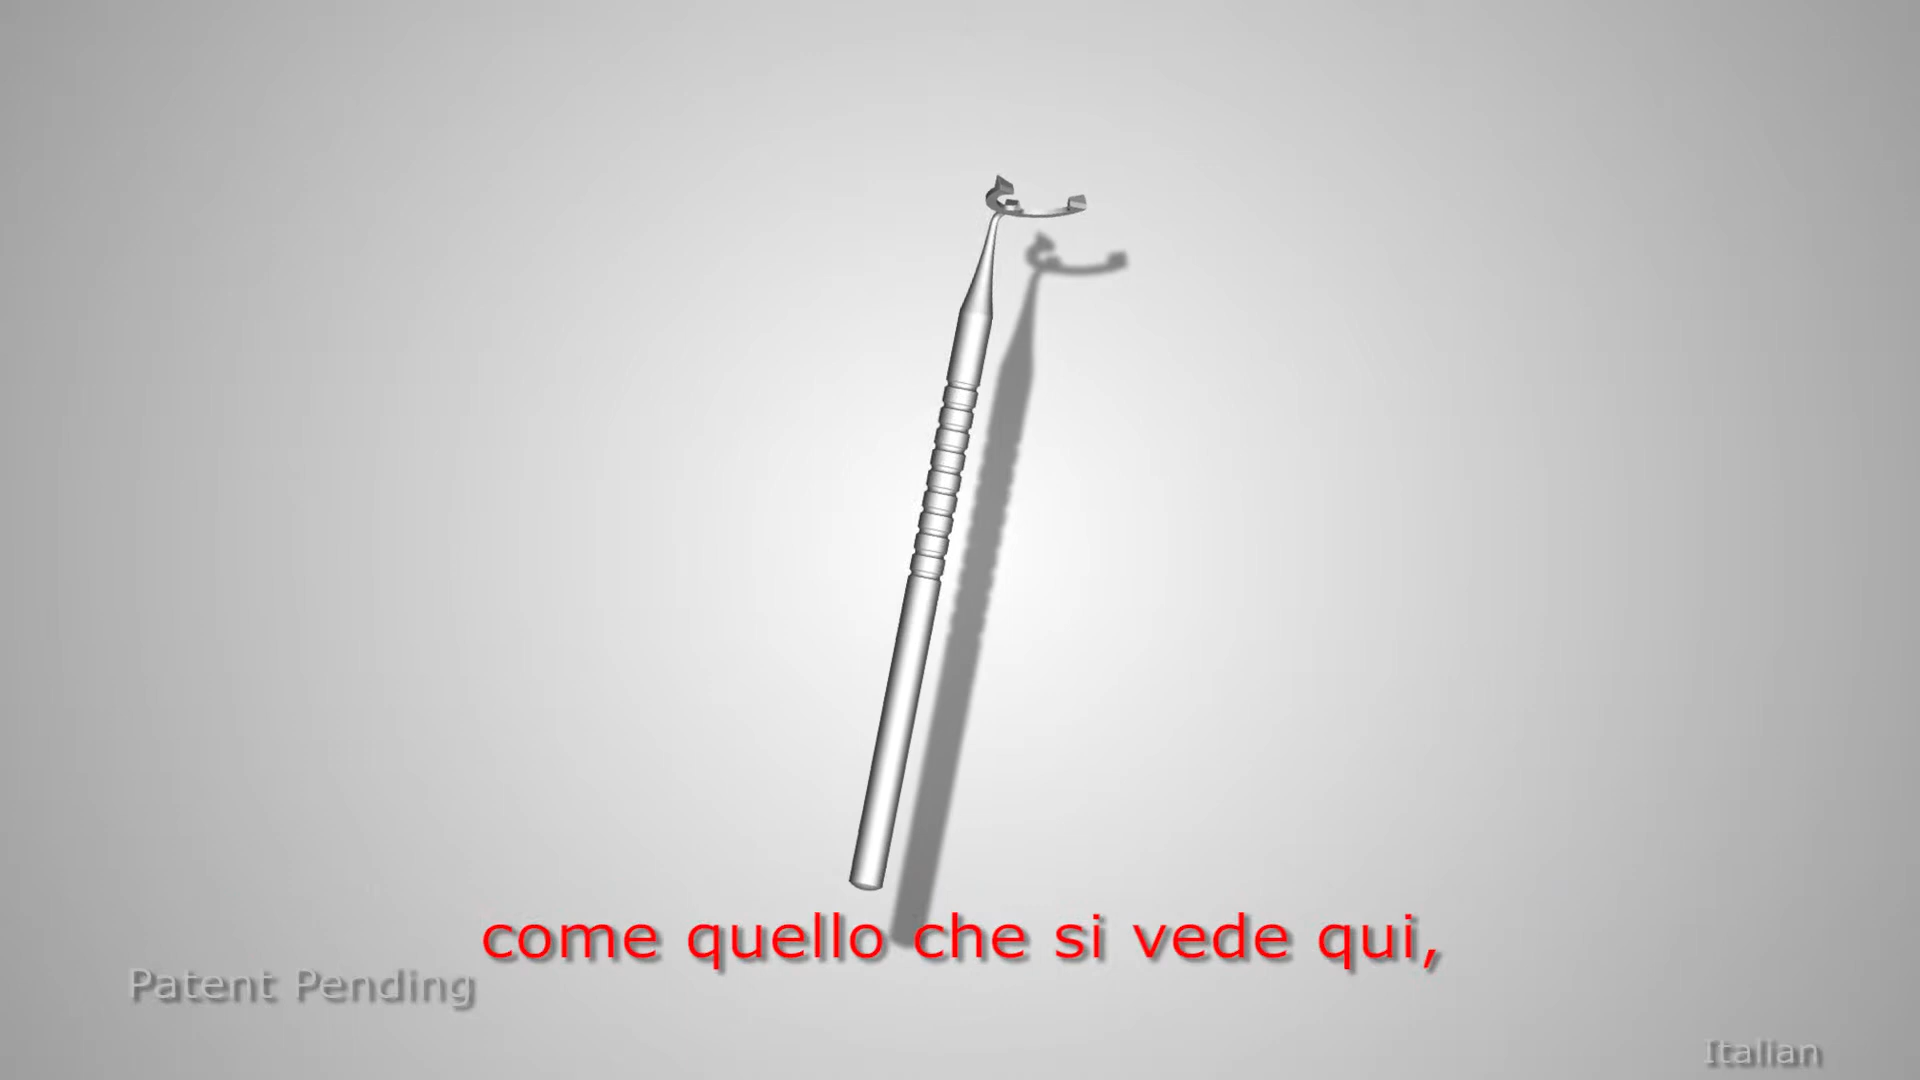 come quello che si vede qui,
Patent Pending
Italian